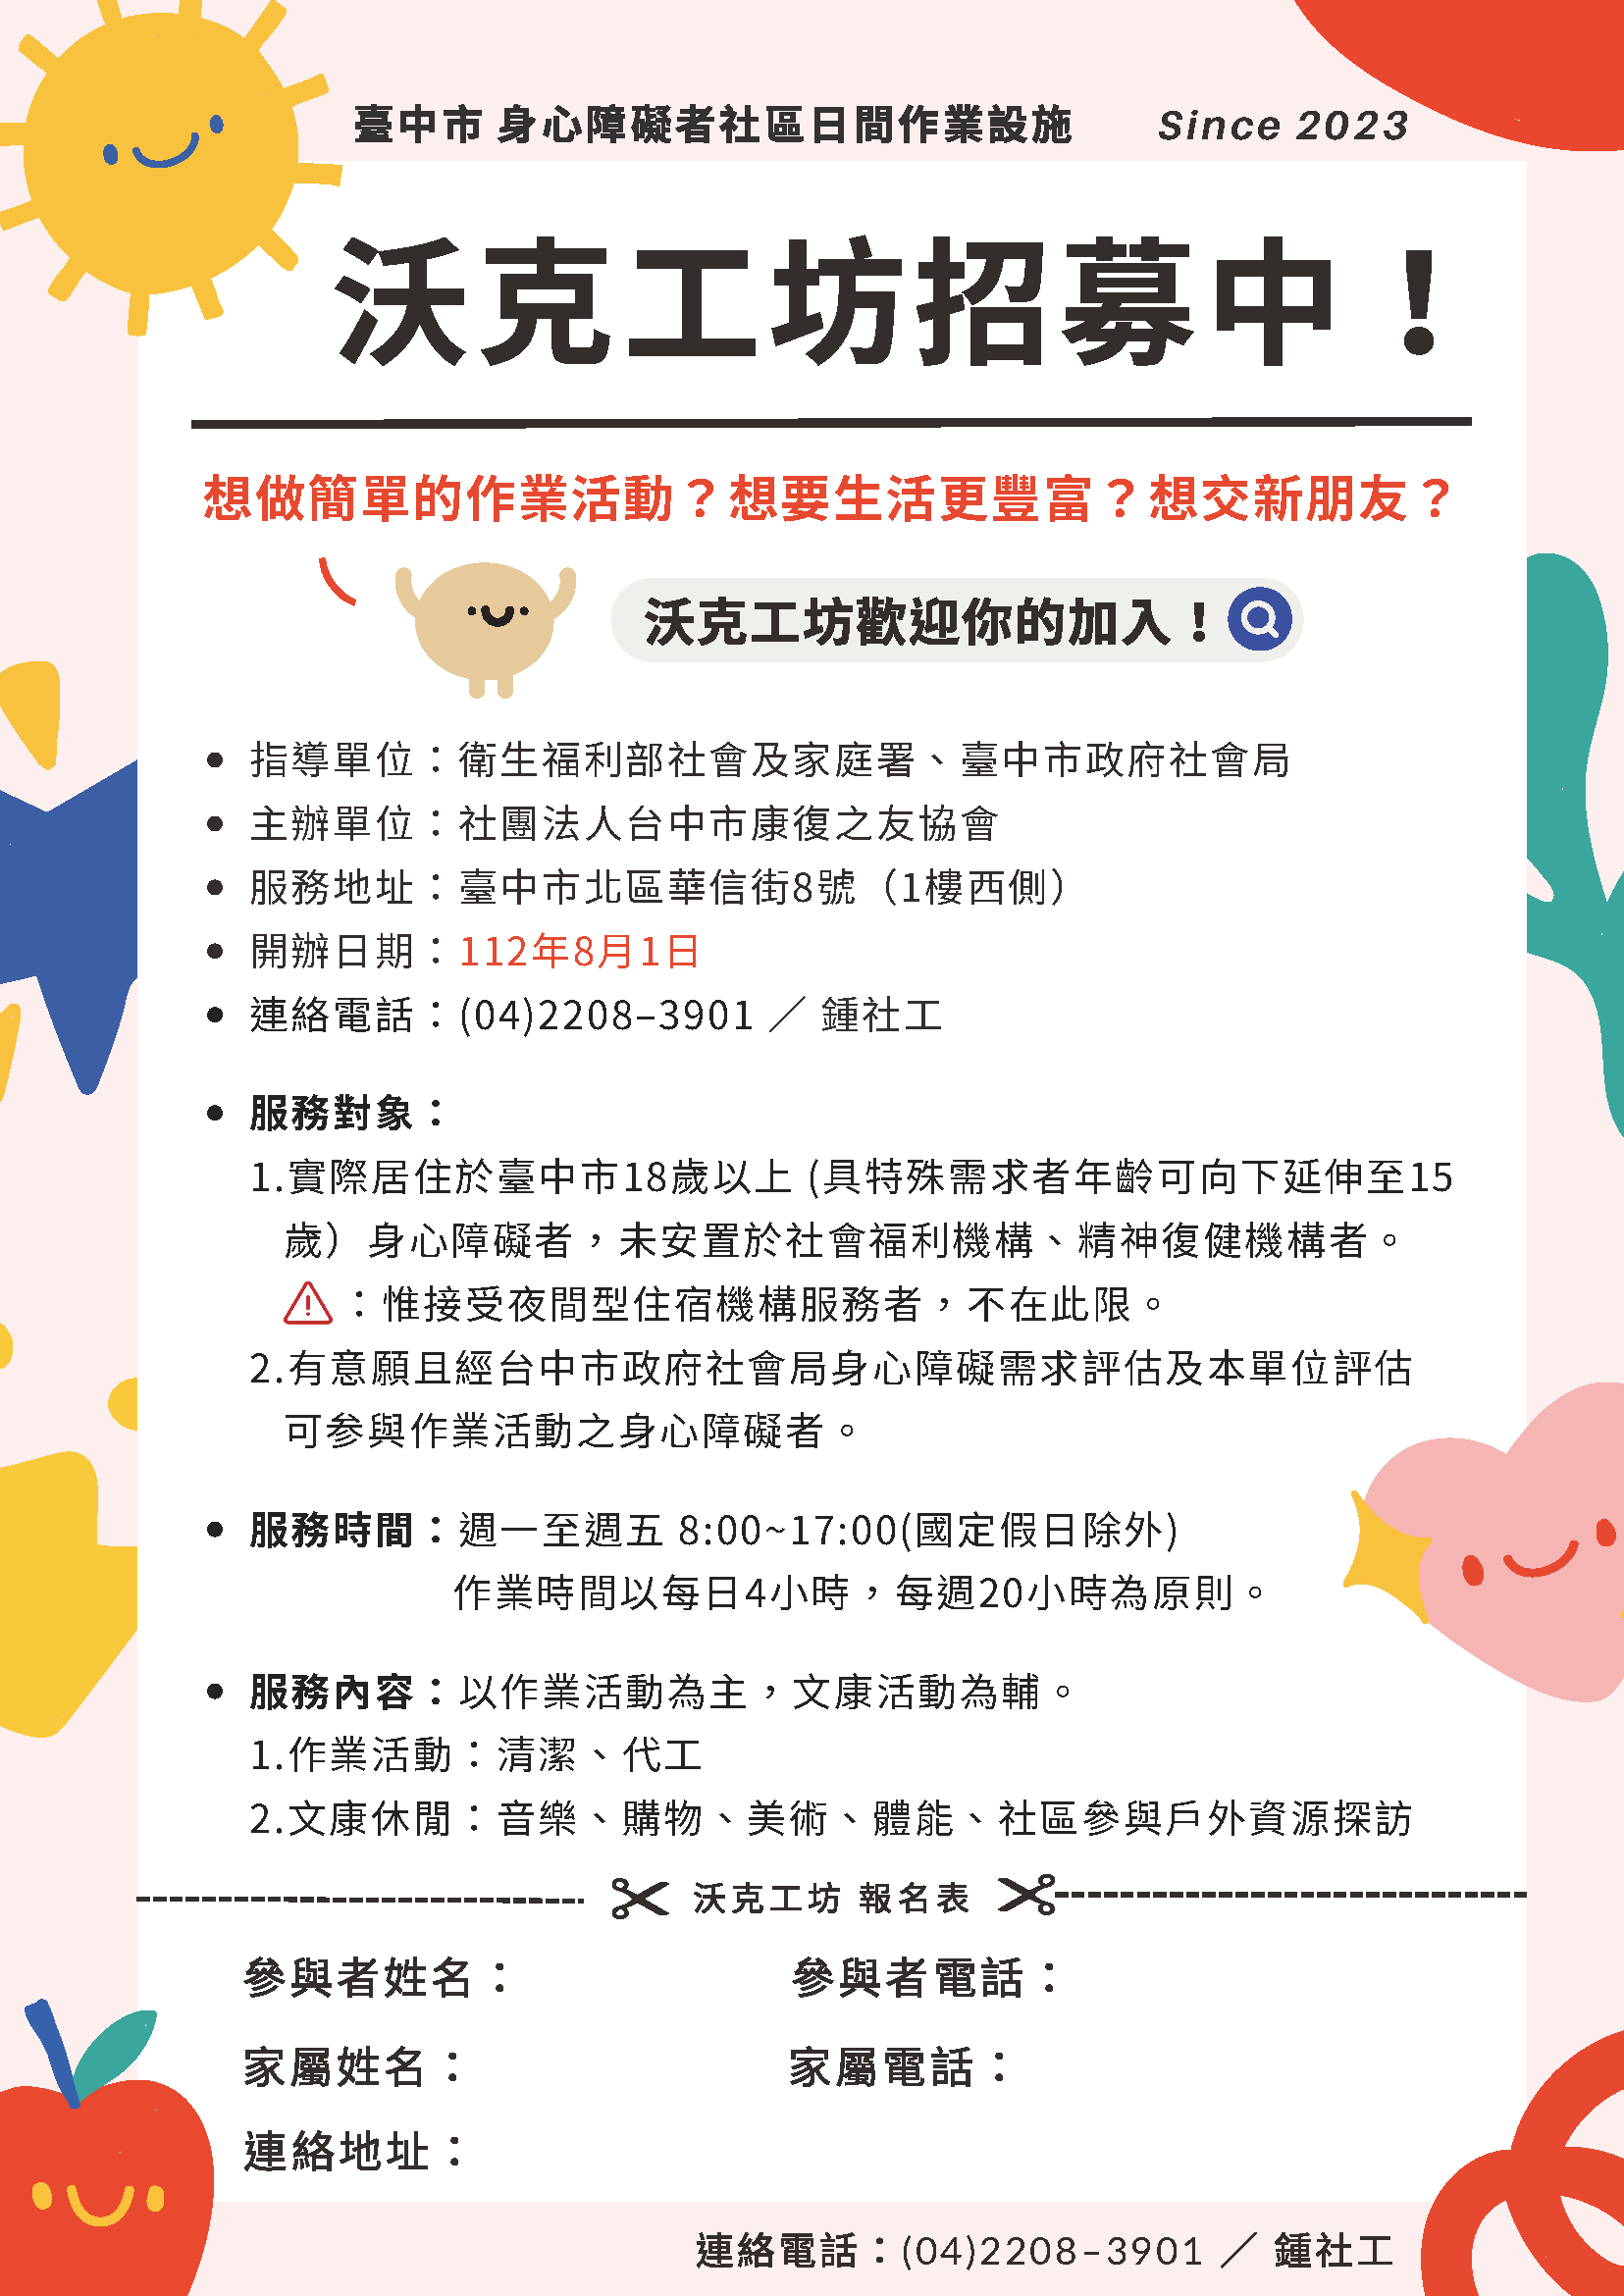 臺中市 身心障礙者社區日間作業設施 Since 2023
沃克工坊招募中！
想做簡單的作業活動？想要生活更豐富？想交新朋友？
沃克工坊歡迎你的加入！
• 指導單位：衛生福利部社會及家庭署、臺中市政府社會局
• 主辦單位：社團法人台中市康復之友協會
• 服務地址：臺中市北區華信街8號（1樓西側）
• 開辦日期：112年8月1日
• 連絡電話：(04)2208-3901 ／ 鍾社工
• 服務對象：
1.實際居住於臺中市18歲以上 (具特殊需求者年齡可向下延伸至15
歲）身心障礙者，未安置於社會福利機構、精神復健機構者。
：惟接受夜間型住宿機構服務者，不在此限。
2.有意願且經台中市政府社會局身心障礙需求評估及本單位評估
可參與作業活動之身心障礙者。
• 服務時間：週一至週五 8:00~17:00(國定假日除外)
作業時間以每日4小時，每週20小時為原則。
• 服務內容：以作業活動為主，文康活動為輔。
1.作業活動：清潔、代工
2.文康休閒：音樂、購物、美術、體能、社區參與戶外資源探訪
沃克工坊 報名表
參與者姓名： 參與者電話：
家屬姓名： 家屬電話：
連絡地址：
連絡電話：(04)2208-3901 ／ 鍾社工